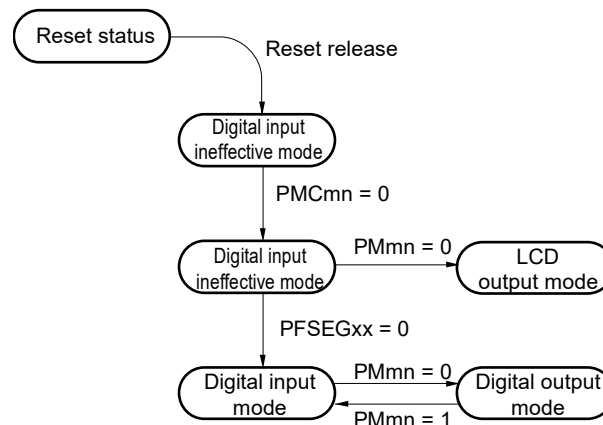 Reset status
Reset release
Digital input
ineffective mode
PMCmn = 0
Digital input
ineffective mode
PMmn = 0
LCD
output mode
PFSEGxx = 0
Digital input
mode
PMmn = 0
PMmn = 1
Digital output
mode